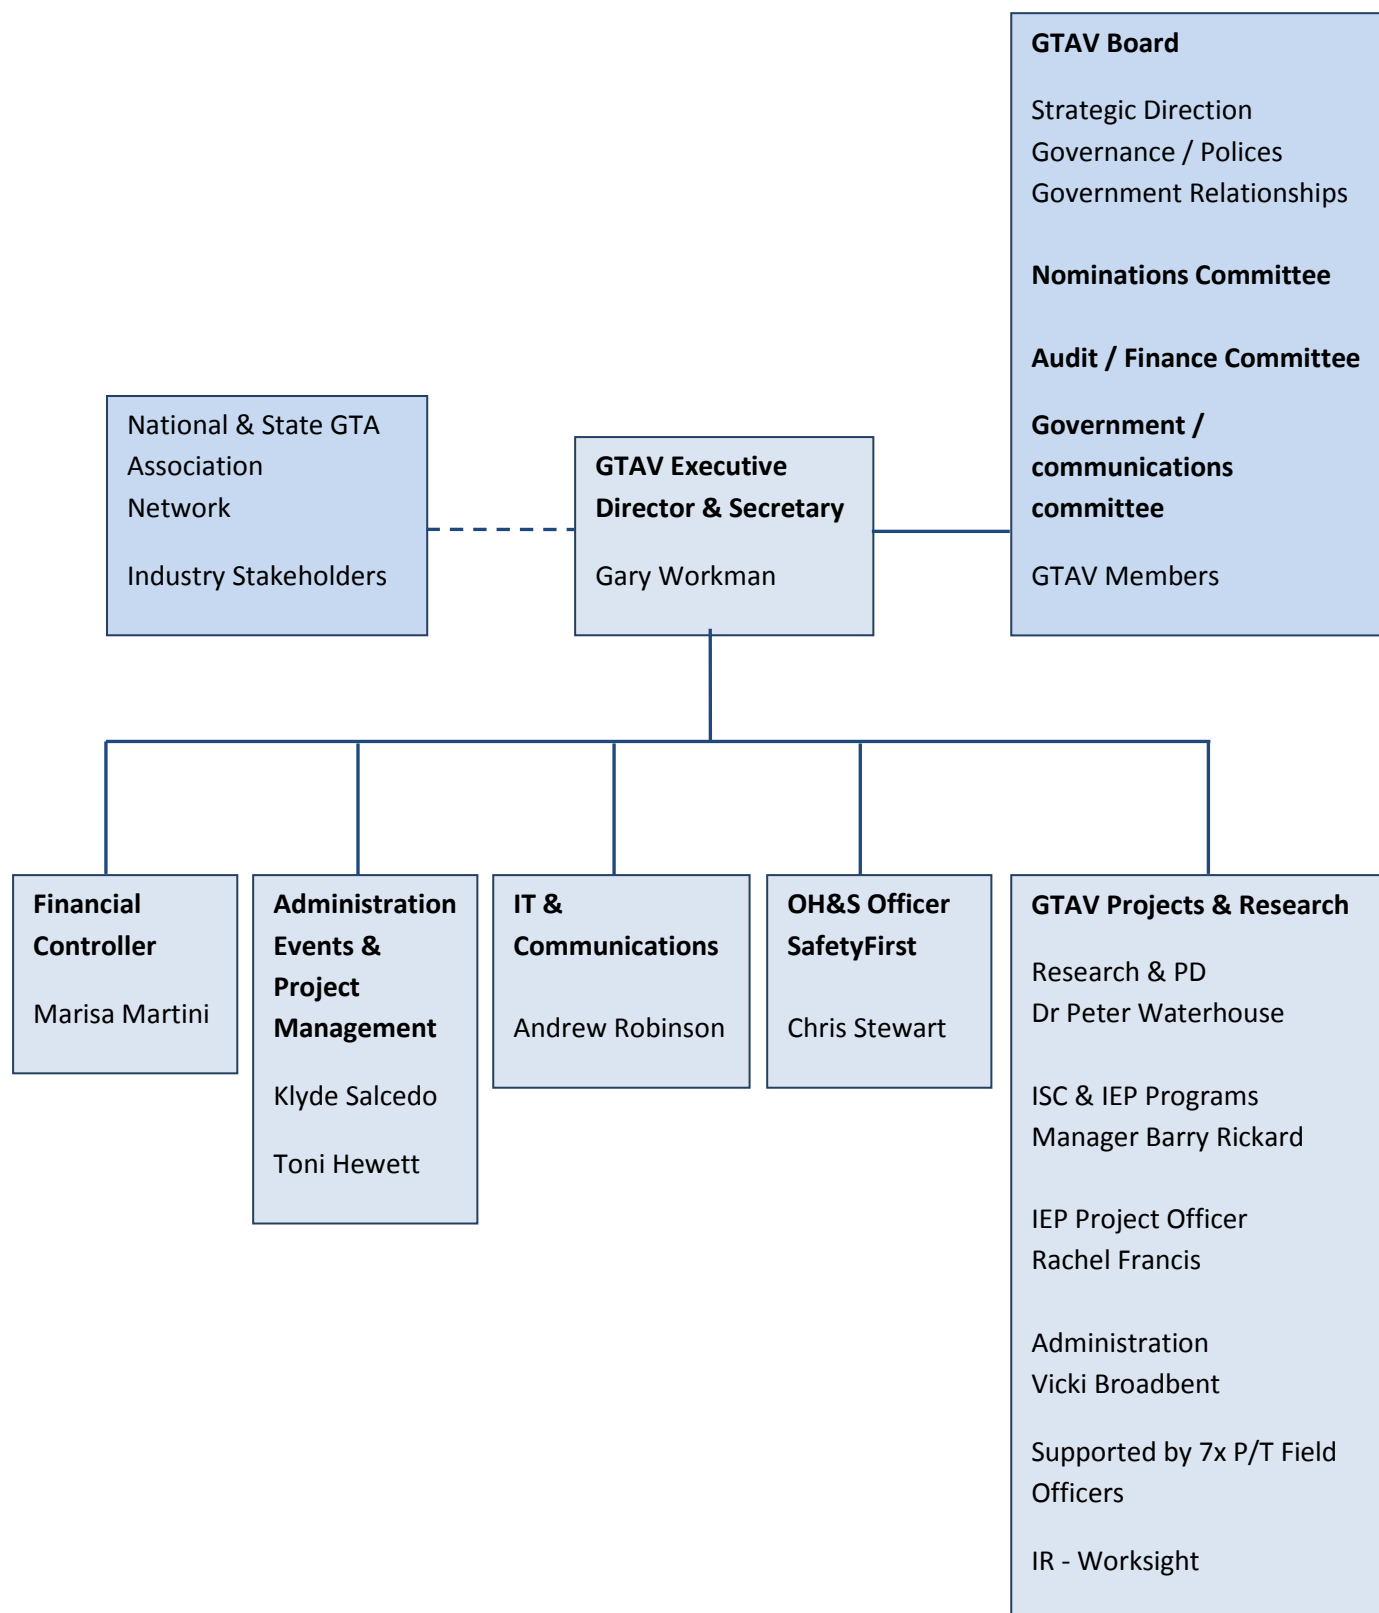 GTAV Board
Strategic Direction
Governance / Polices
Government Relationships
Nominations Committee
Audit / Finance Committee
Government /
communications
committee
GTAV Members
National & State GTA
Association
Network
Industry Stakeholders
GTAV Executive
Director & Secretary
Gary Workman
Financial
Controller
Marisa Martini
Administration
Events &
Project
Management
Klyde Salcedo
Toni Hewett
IT &
Communications
Andrew Robinson
OH&S Officer
SafetyFirst
Chris Stewart
GTAV Projects & Research
Research & PD
Dr Peter Waterhouse
ISC & IEP Programs
Manager Barry Rickard
IEP Project Officer
Rachel Francis
Administration
Vicki Broadbent
Supported by 7x P/T Field
Officers
IR - Worksight